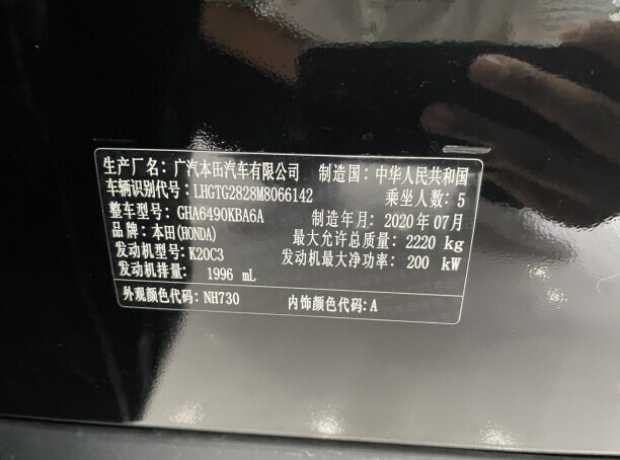 生产厂名：广汽本田汽车有限公司 制造国：中华人民共和国
车辆识别代号：LHGTG2828M8066142 乘坐人数：5
整车型号：GHA6490KBA6A 制造年月：2020年07月
品牌：本田(HONDA) 最大允许总质量：2220 kg
发动机型号：K20C3 发动机最大净功率：200 kW
发动机排量：1996 mL
外观颜色代码：NH730 内饰颜色代码：A